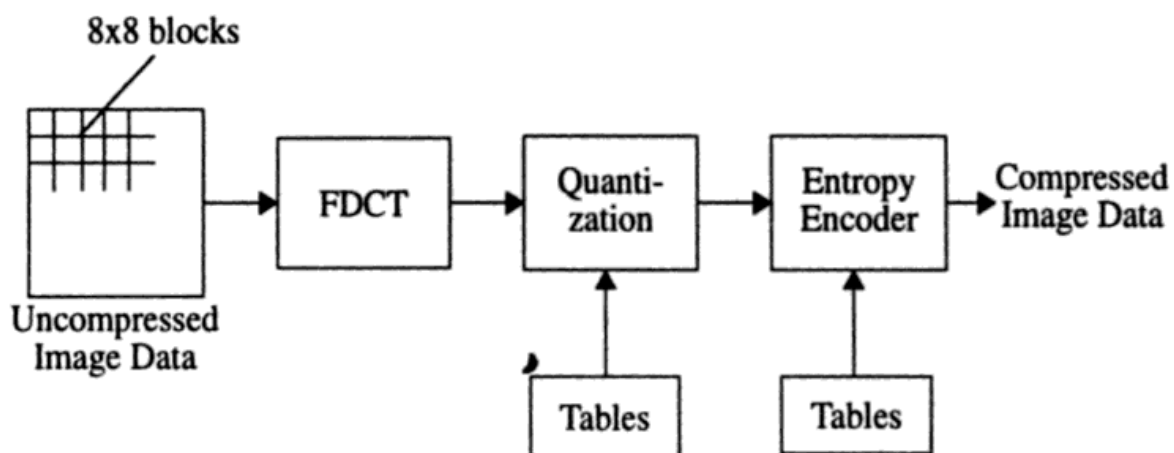 8x8 blocks
Uncompressed
Image Data
FDCT
Quanti-
zation
Entropy
Encoder
Compressed
Image Data
Tables
Tables